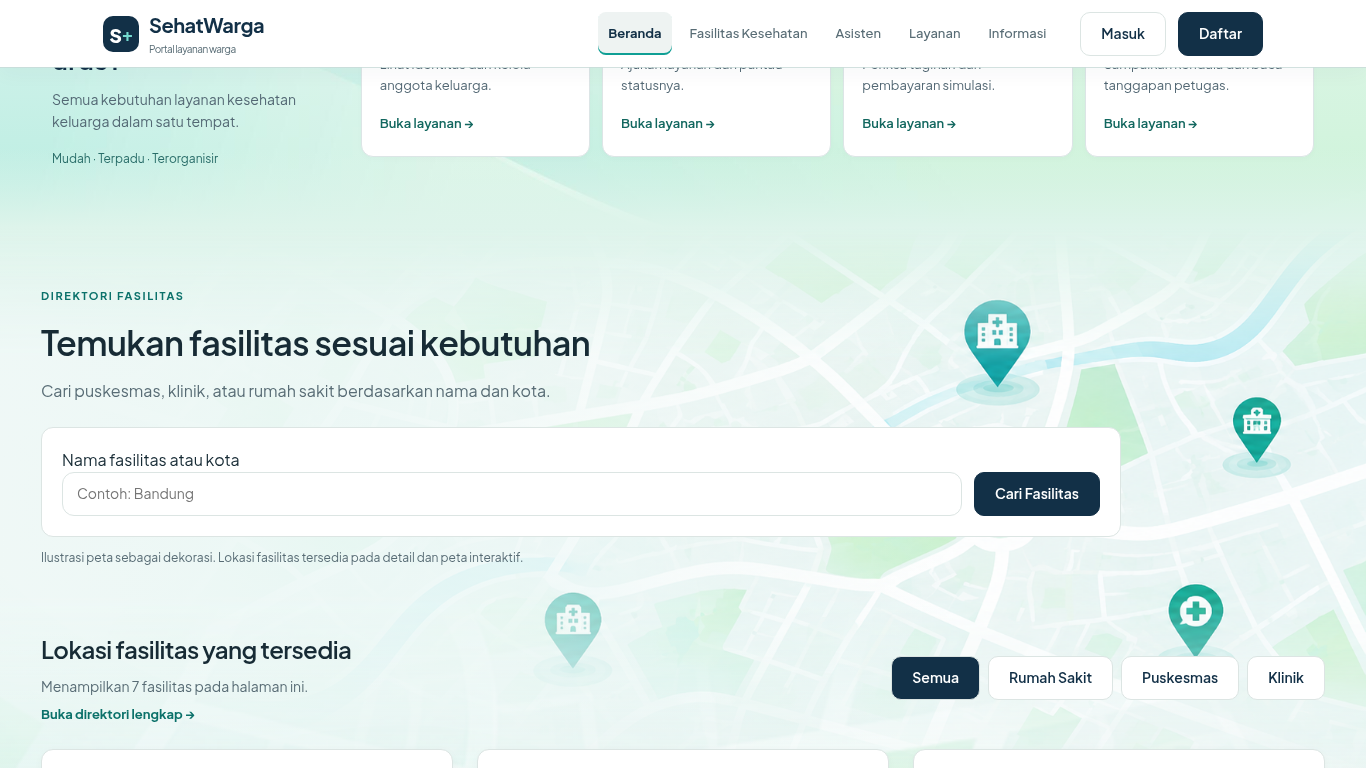 S+ SehatWarga
Portal layanan warga
Beranda
Fasilitas Kesehatan
Asisten
Layanan
Informasi
Masuk
Daftar
Semua kebutuhan layanan kesehatan
keluarga dalam satu tempat.
Mudah · Terpadu · Terorganisir
anggota keluarga.
Buka layanan →
statusnya.
Buka layanan →
pembayaran simulasi.
Buka layanan →
tanggapan petugas.
Buka layanan →
DIREKTORI FASILITAS
Temukan fasilitas sesuai kebutuhan
Cari puskesmas, klinik, atau rumah sakit berdasarkan nama dan kota.
Nama fasilitas atau kota
Contoh: Bandung
Cari Fasilitas
Ilustrasi peta sebagai dekorasi. Lokasi fasilitas tersedia pada detail dan peta interaktif.
Lokasi fasilitas yang tersedia
Menampilkan 7 fasilitas pada halaman ini.
Buka direktori lengkap →
Semua
Rumah Sakit
Puskesmas
Klinik